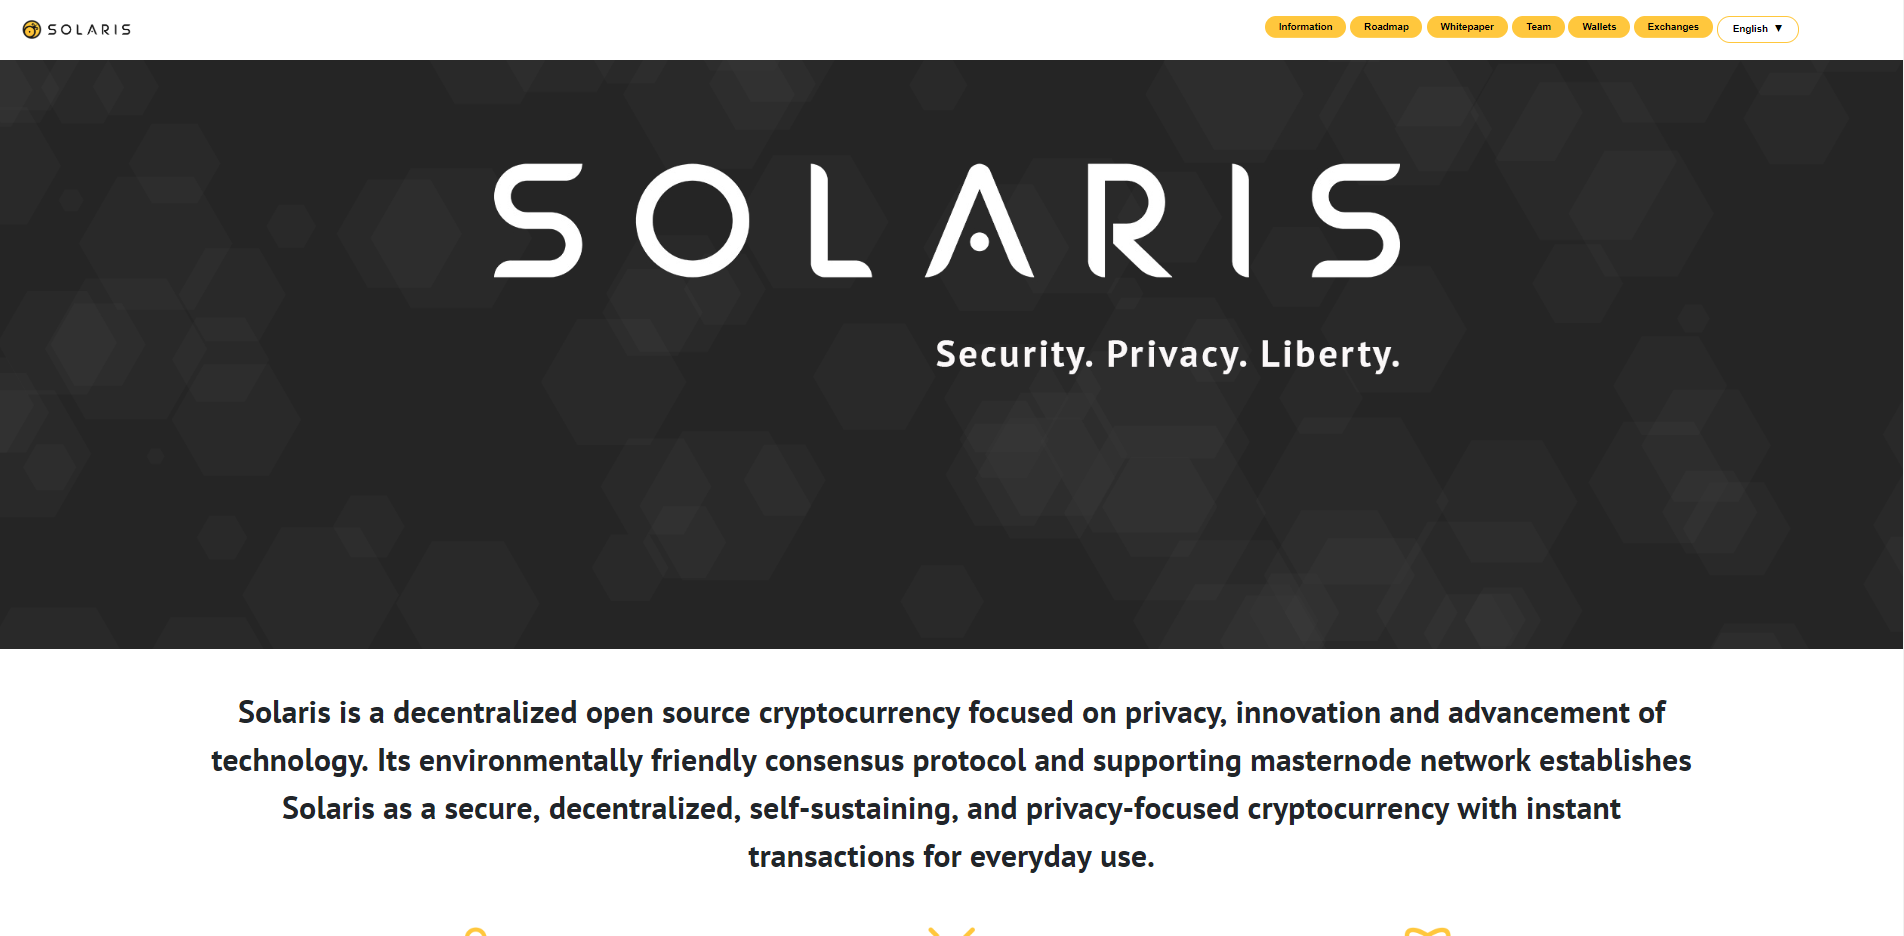 SOLARIS
Information Roadmap Whitepaper Team Wallets Exchanges English ▼
SOLARIS
Security. Privacy. Liberty.
Solaris is a decentralized open source cryptocurrency focused on privacy, innovation and advancement of
technology. Its environmentally friendly consensus protocol and supporting masternode network establishes
Solaris as a secure, decentralized, self-sustaining, and privacy-focused cryptocurrency with instant
transactions for everyday use.